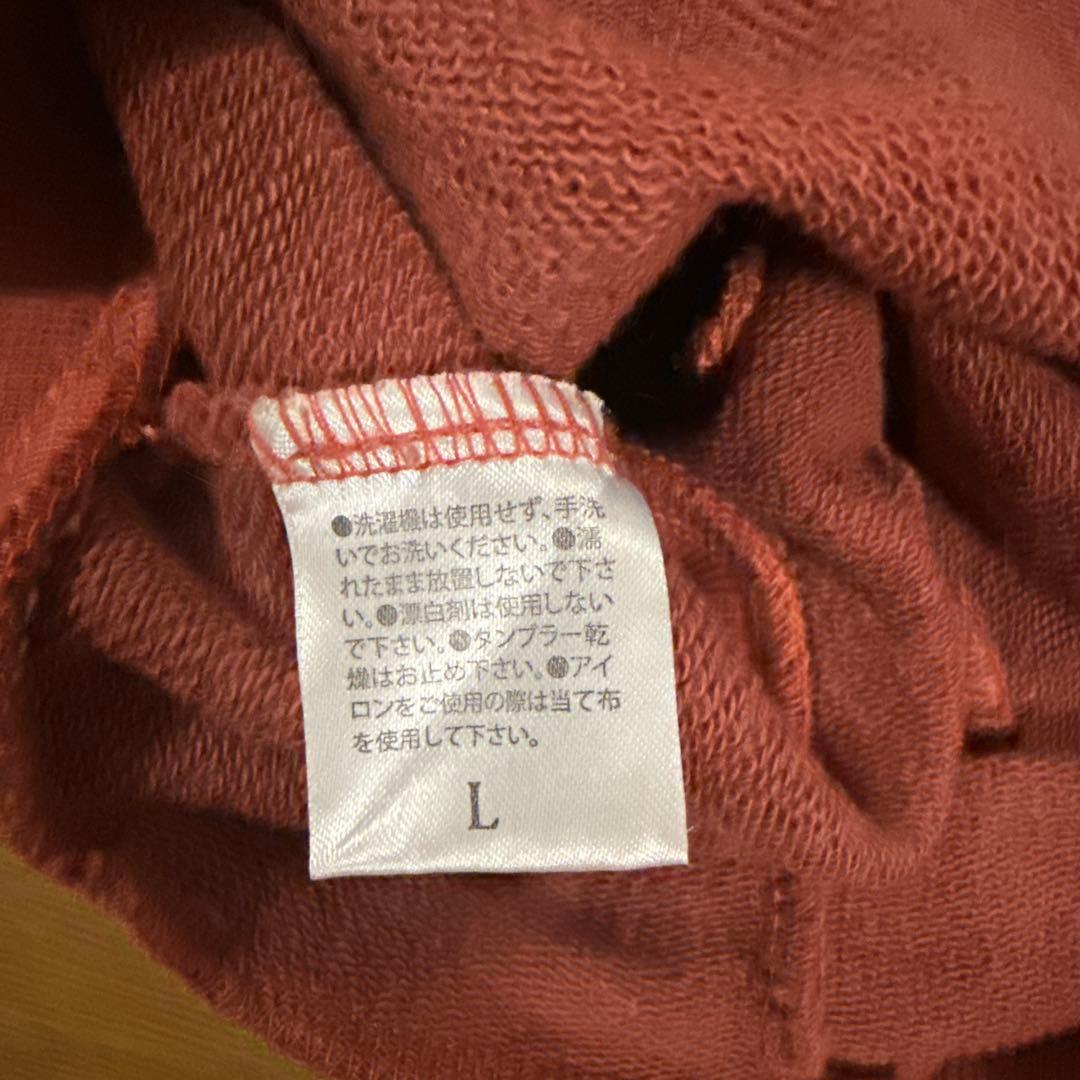 ●洗濯機は使用せず、手洗
いでお洗いください。●濡
れたまま放置しないで下さ
い。●漂白剤は使用しない
で下さい。●タンブラー乾
燥はお止め下さい。●アイ
ロンをご使用の際は当て布
を使用して下さい。
L